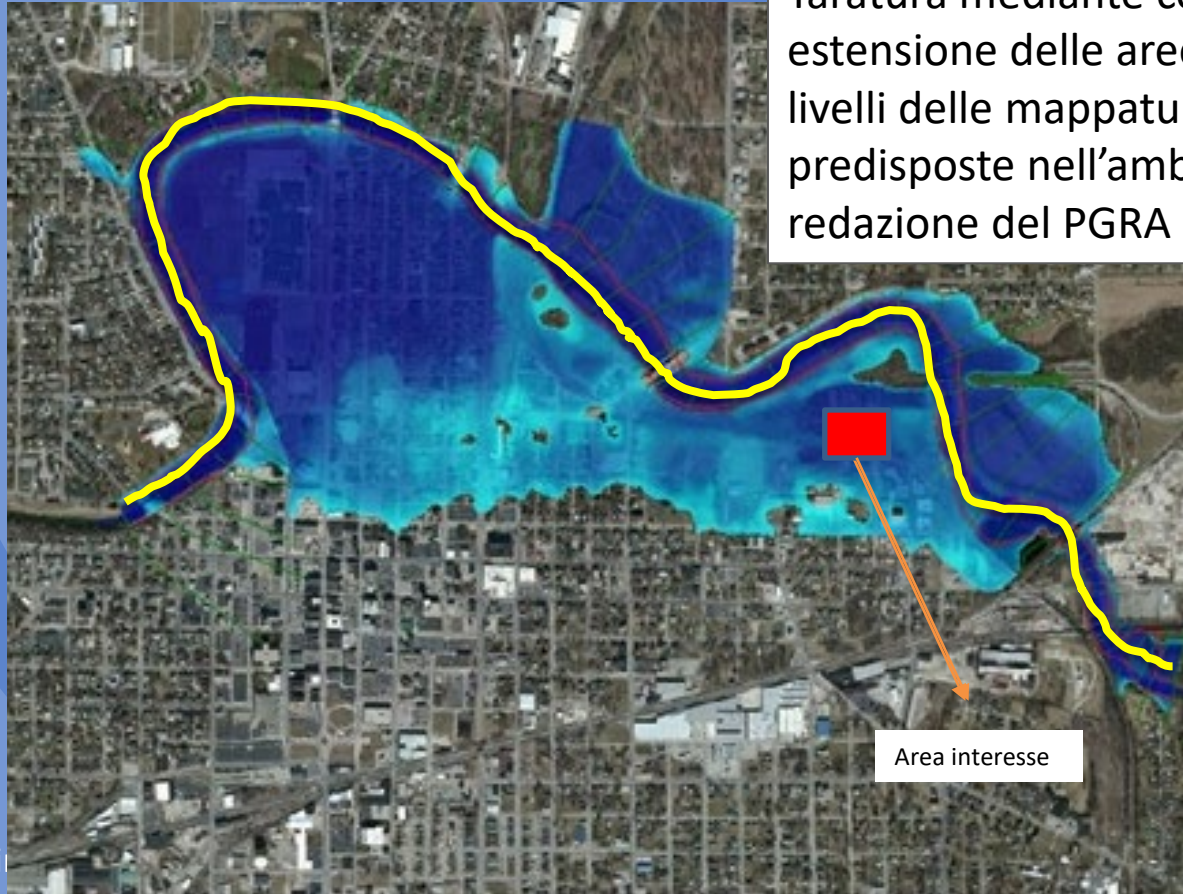 Taratura mediante
estensione delle
livelli delle
predisposte
redazione del PGRA
Area interesse